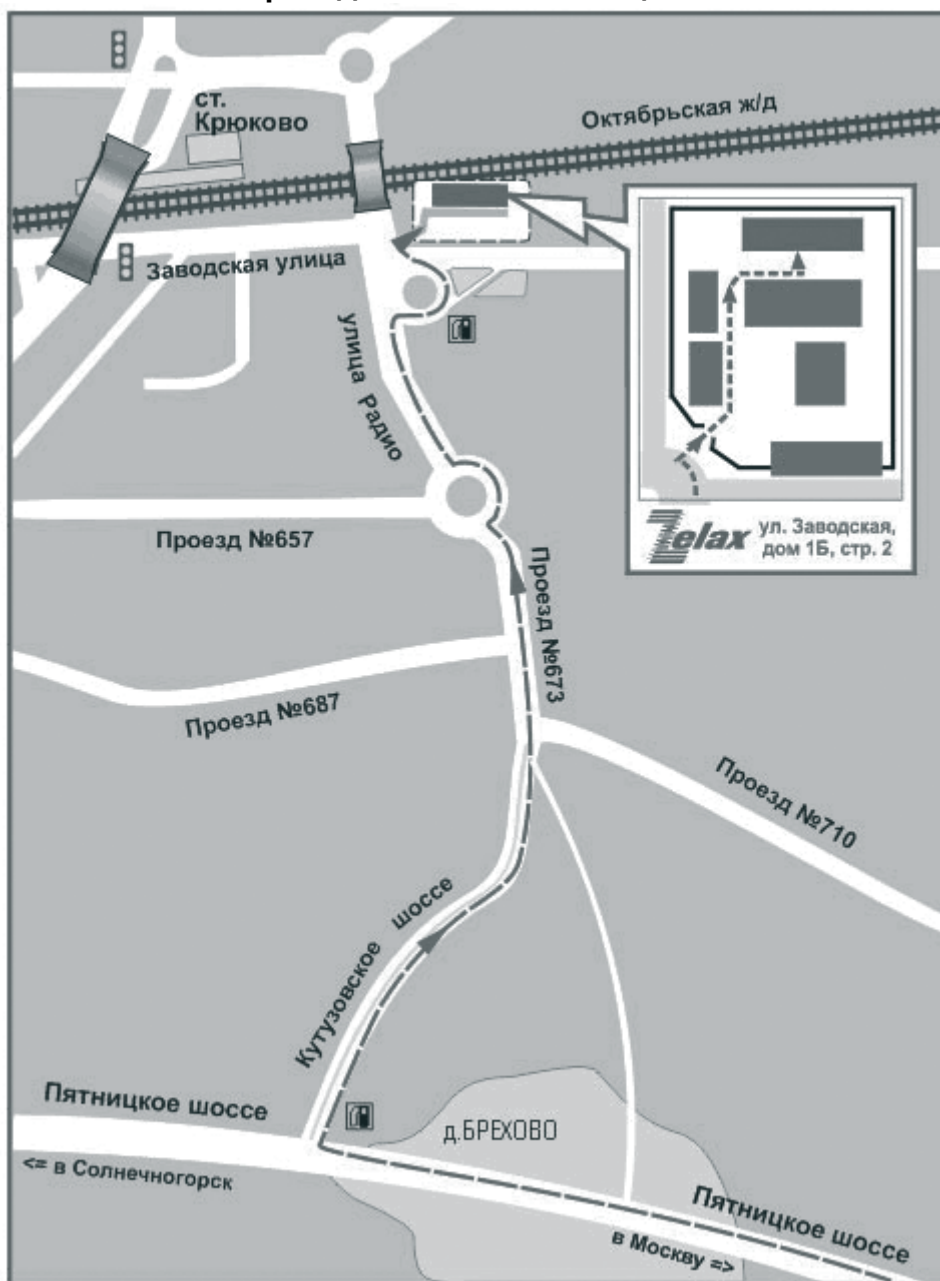 ст.
Крюково
Октябрьская ж/д
Заводская улица
улица Радио
Zelax
ул. Заводская,
дом 1Б, стр. 2
Проезд №657
Проезд №673
Проезд №687
Проезд №710
Кутузовское шоссе
Пятницкое шоссе
<= в Солнечногорск
д.БРЕХОВО
Пятницкое шоссе
в Москву =>